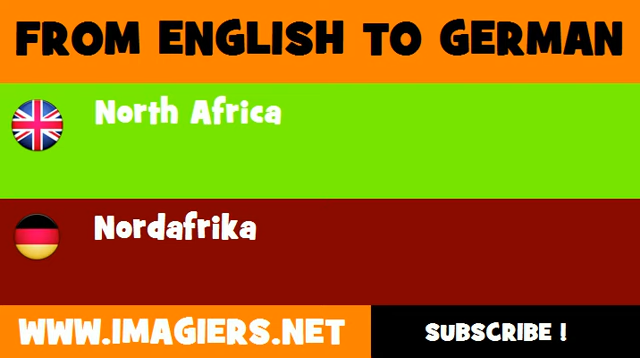 FROM ENGLISH TO GERMAN
North Africa
Nordafrika
WWW.IMAGIERS.NET
SUBSCRIBE !